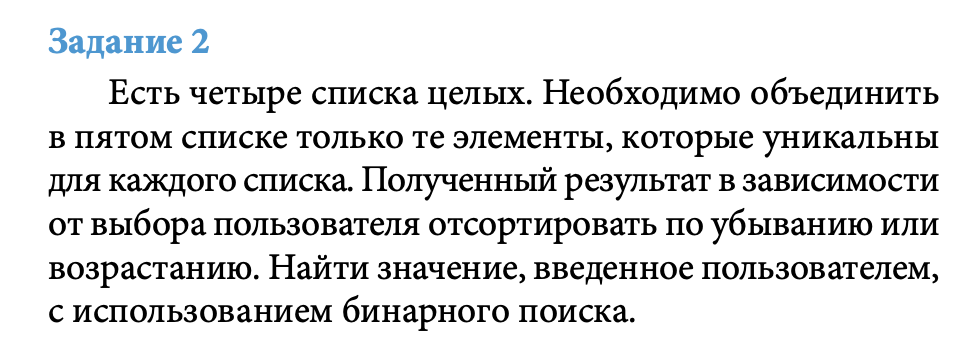 Задание 2
Есть четыре списка целых. Необходимо объединить
в пятом списке только те элементы, которые уникальны
для каждого списка. Полученный результат в зависимости
от выбора пользователя отсортировать по убыванию или
возрастанию. Найти значение, введенное пользователем,
с использованием бинарного поиска.